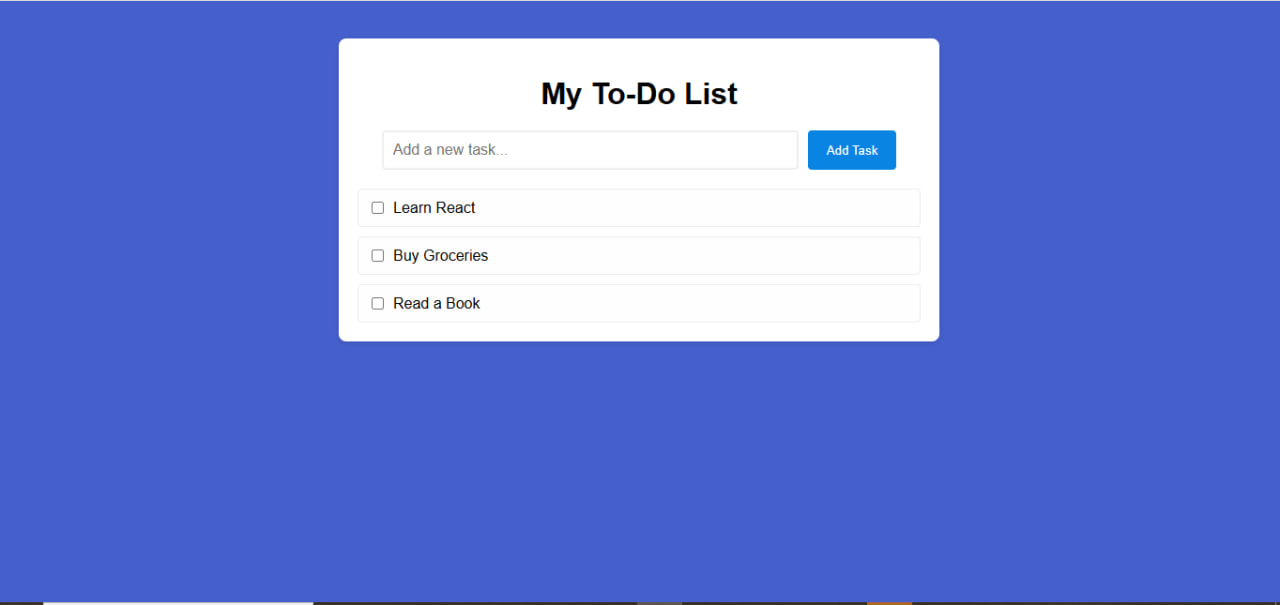 My To-Do List
Add a new task...
Add Task
Learn React
Buy Groceries
Read a Book